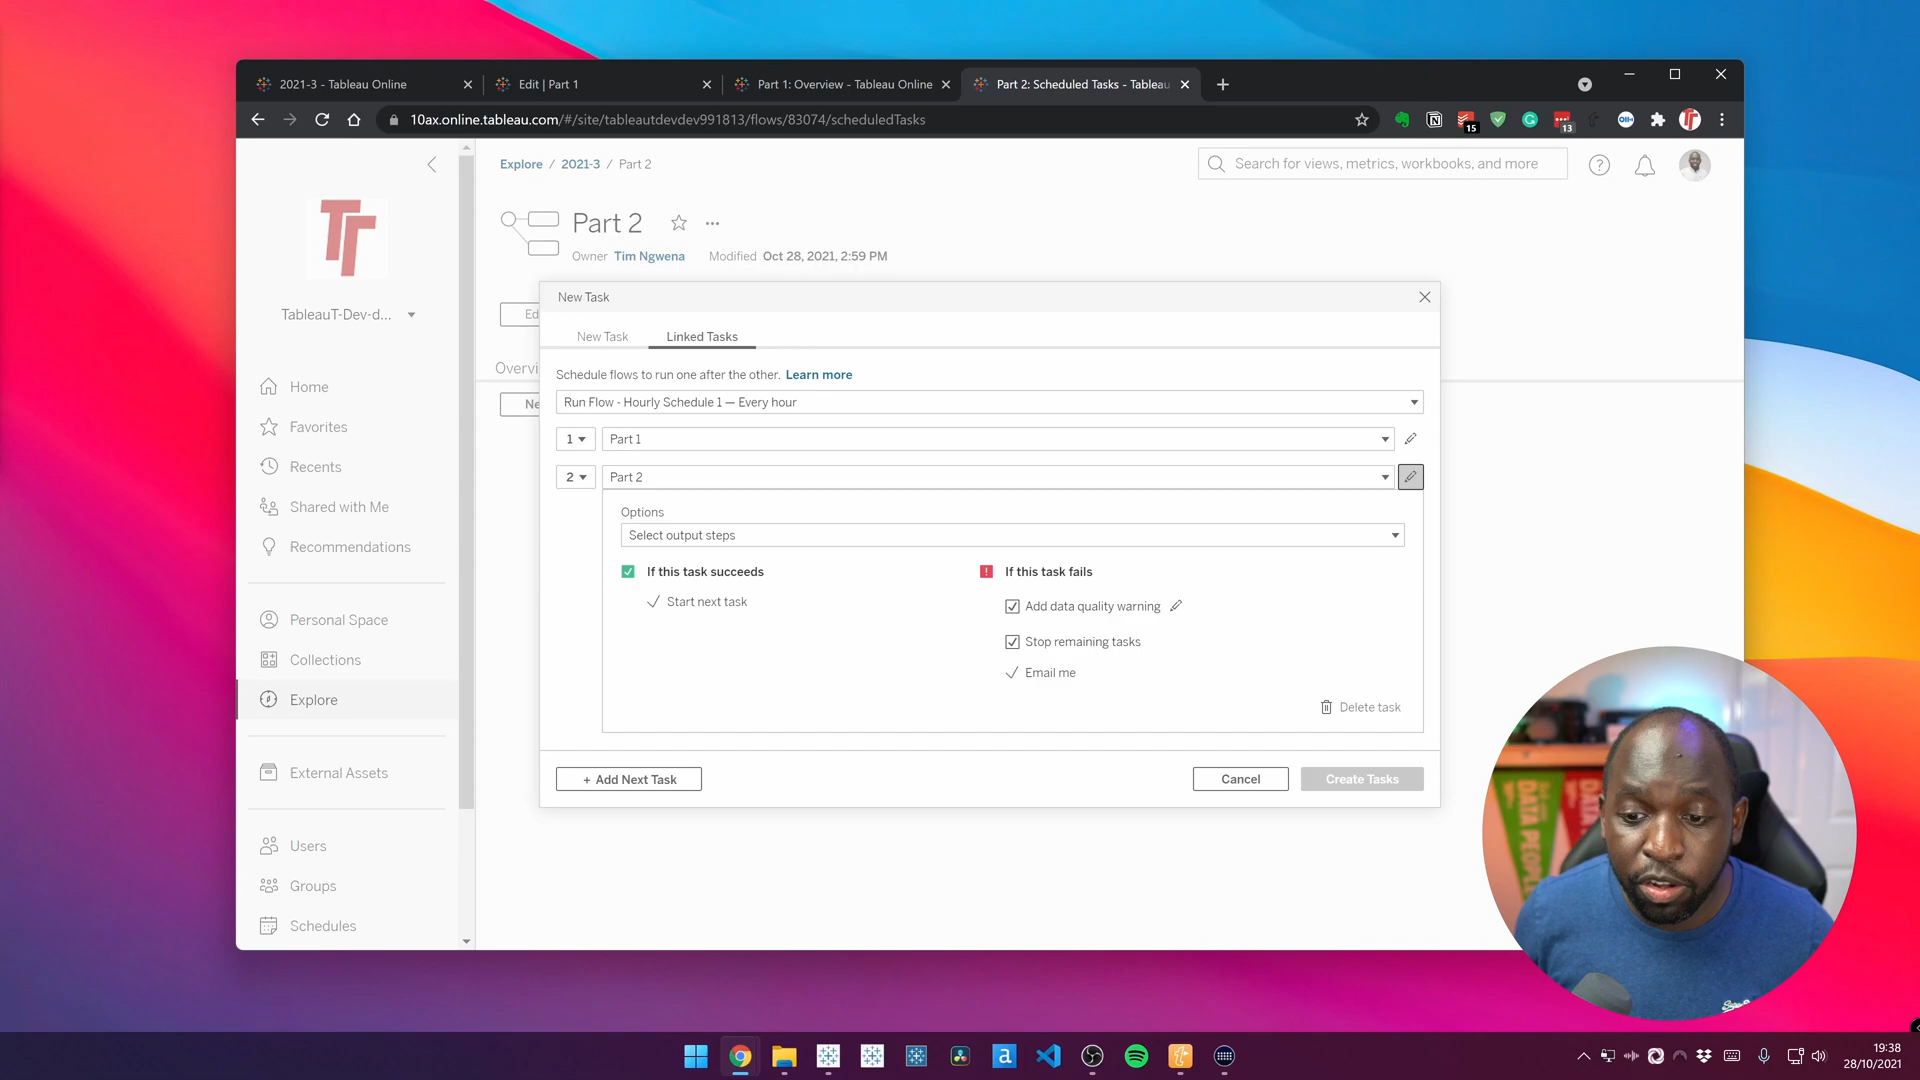 2021-3 - Tableau Online
Edit | Part 1
Part 1: Overview - Tableau Online
Part 2: Scheduled Tasks - Tableau
10ax.online.tableau.com/#/site/tableautdevdev991813/flows/83074/scheduledTasks
15
13
Explore / 2021-3 / Part 2
Search for views, metrics, workbooks, and more
Part 2
Owner Tim Ngwena Modified Oct 28, 2021, 2:59 PM
TableauT-Dev-d...
Home
Favorites
Recents
Shared with Me
Recommendations
Personal Space
Collections
Explore
External Assets
Users
Groups
Schedules
Ed
Overvi
Ne
New Task
New Task
Linked Tasks
Schedule flows to run one after the other. Learn more
Run Flow - Hourly Schedule 1 — Every hour
1 Part 1
2 Part 2
Options
Select output steps
If this task succeeds
Start next task
If this task fails
Add data quality warning
Stop remaining tasks
Email me
Delete task
+ Add Next Task
Cancel
Create Tasks
DATA PEOPLE
19:38
28/10/2021